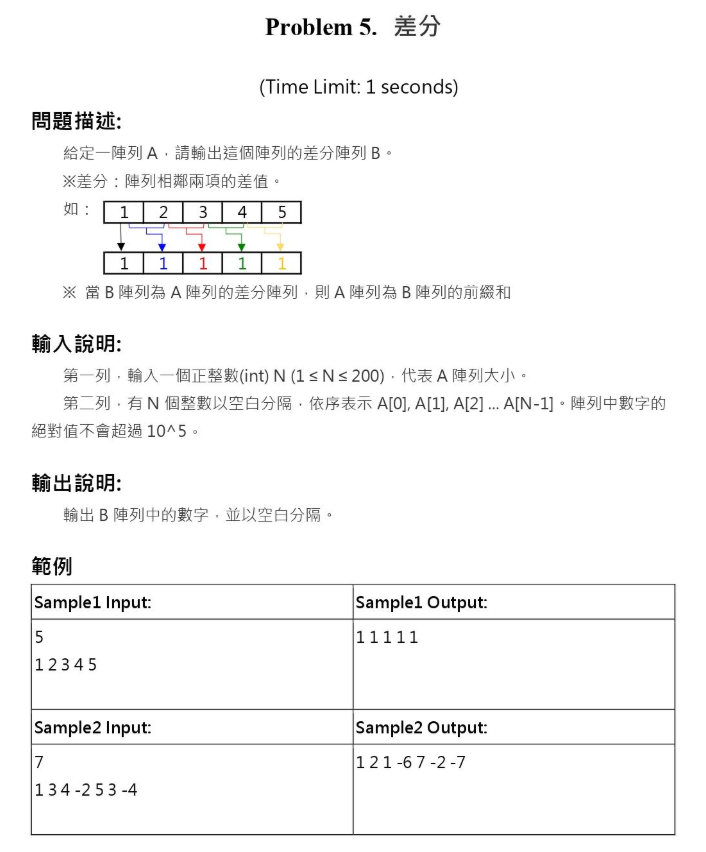 Problem 5. 差分
(Time Limit: 1 seconds)
問題描述:
給定一陣列 A，請輸出這個陣列的差分陣列 B。
※差分：陣列相鄰兩項的差值。
如： 1 2 3 4 5
1 1 1 1 1
※ 當 B 陣列為 A 陣列的差分陣列，則 A 陣列為 B 陣列的前綴和
輸入說明:
第一列，輸入一個正整數(int) N (1 ≤ N ≤ 200)，代表 A 陣列大小。
第二列，有 N 個整數以空白分隔，依序表示 A[0], A[1], A[2] ... A[N-1]。陣列中數字的
絕對值不會超過 10^5。
輸出說明:
輸出 B 陣列中的數字，並以空白分隔。
範例
Sample1 Input: Sample1 Output:
5 1 1 1 1 1
1 2 3 4 5
Sample2 Input: Sample2 Output:
7 1 2 1 -6 7 -2 -7
1 3 4 -2 5 3 -4